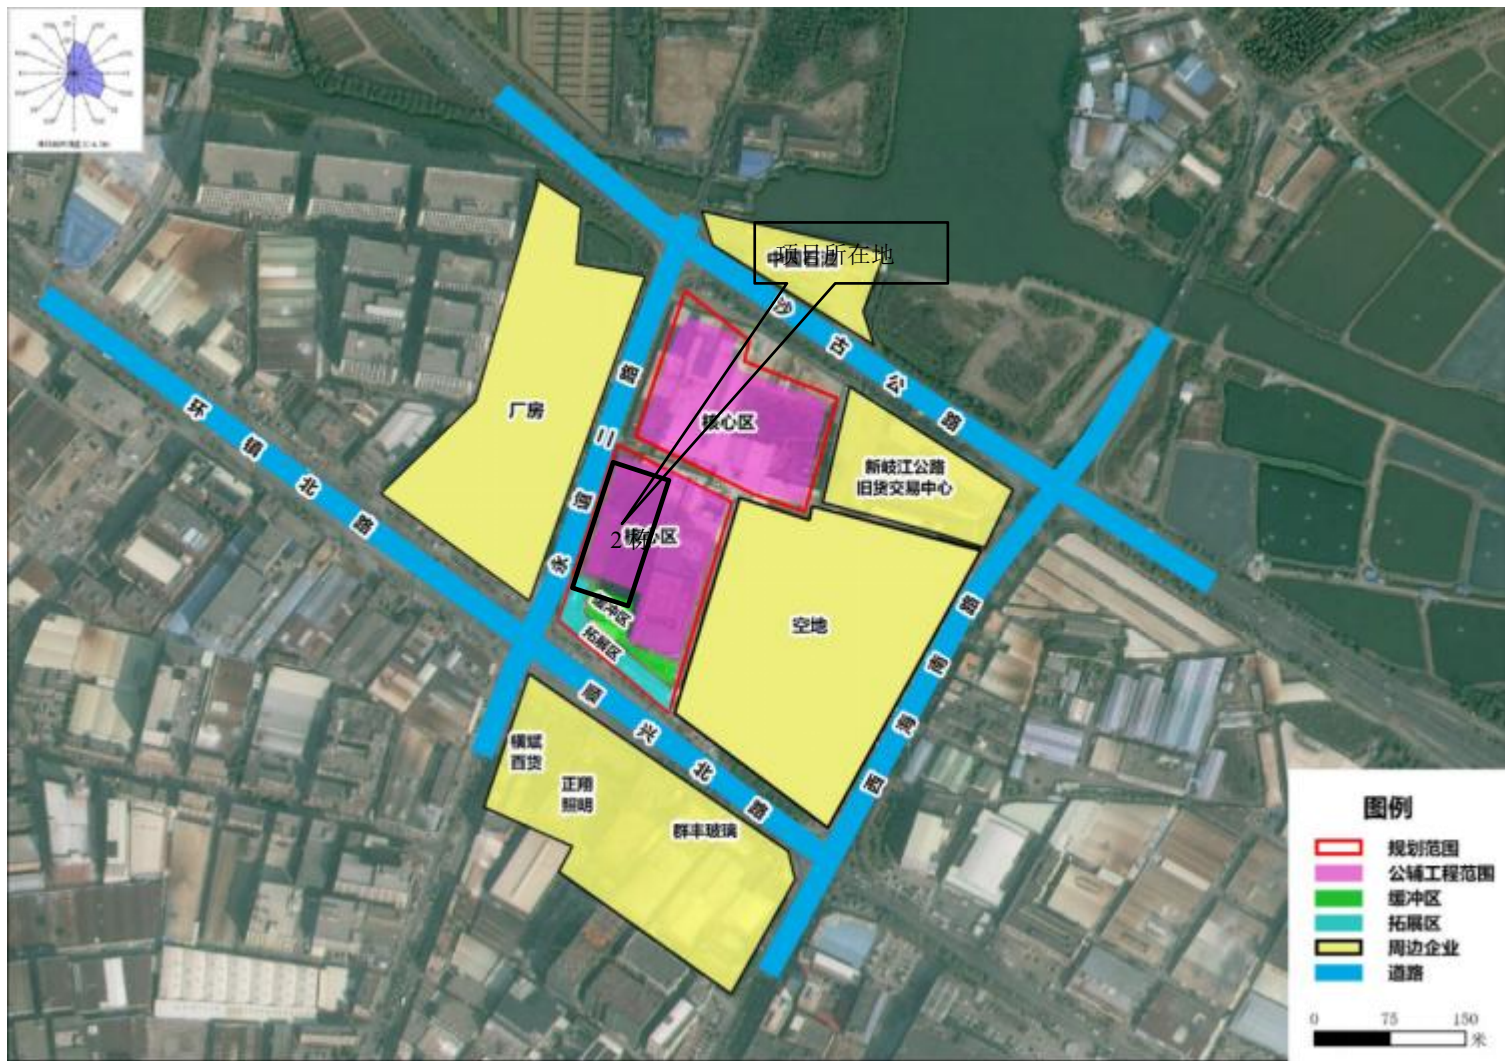 项目所在地
中国石油
沙古公路
核心区
厂房
永谊二路
环镇北路
新岐江公路
旧货交易中心
核心区
2栋
缓冲区
拓展区
空地
西海南路
顺兴北路
横斌
百货
正翔
照明
群丰玻璃
图例
规划范围
公辅工程范围
缓冲区
拓展区
周边企业
道路
0 75 150
米